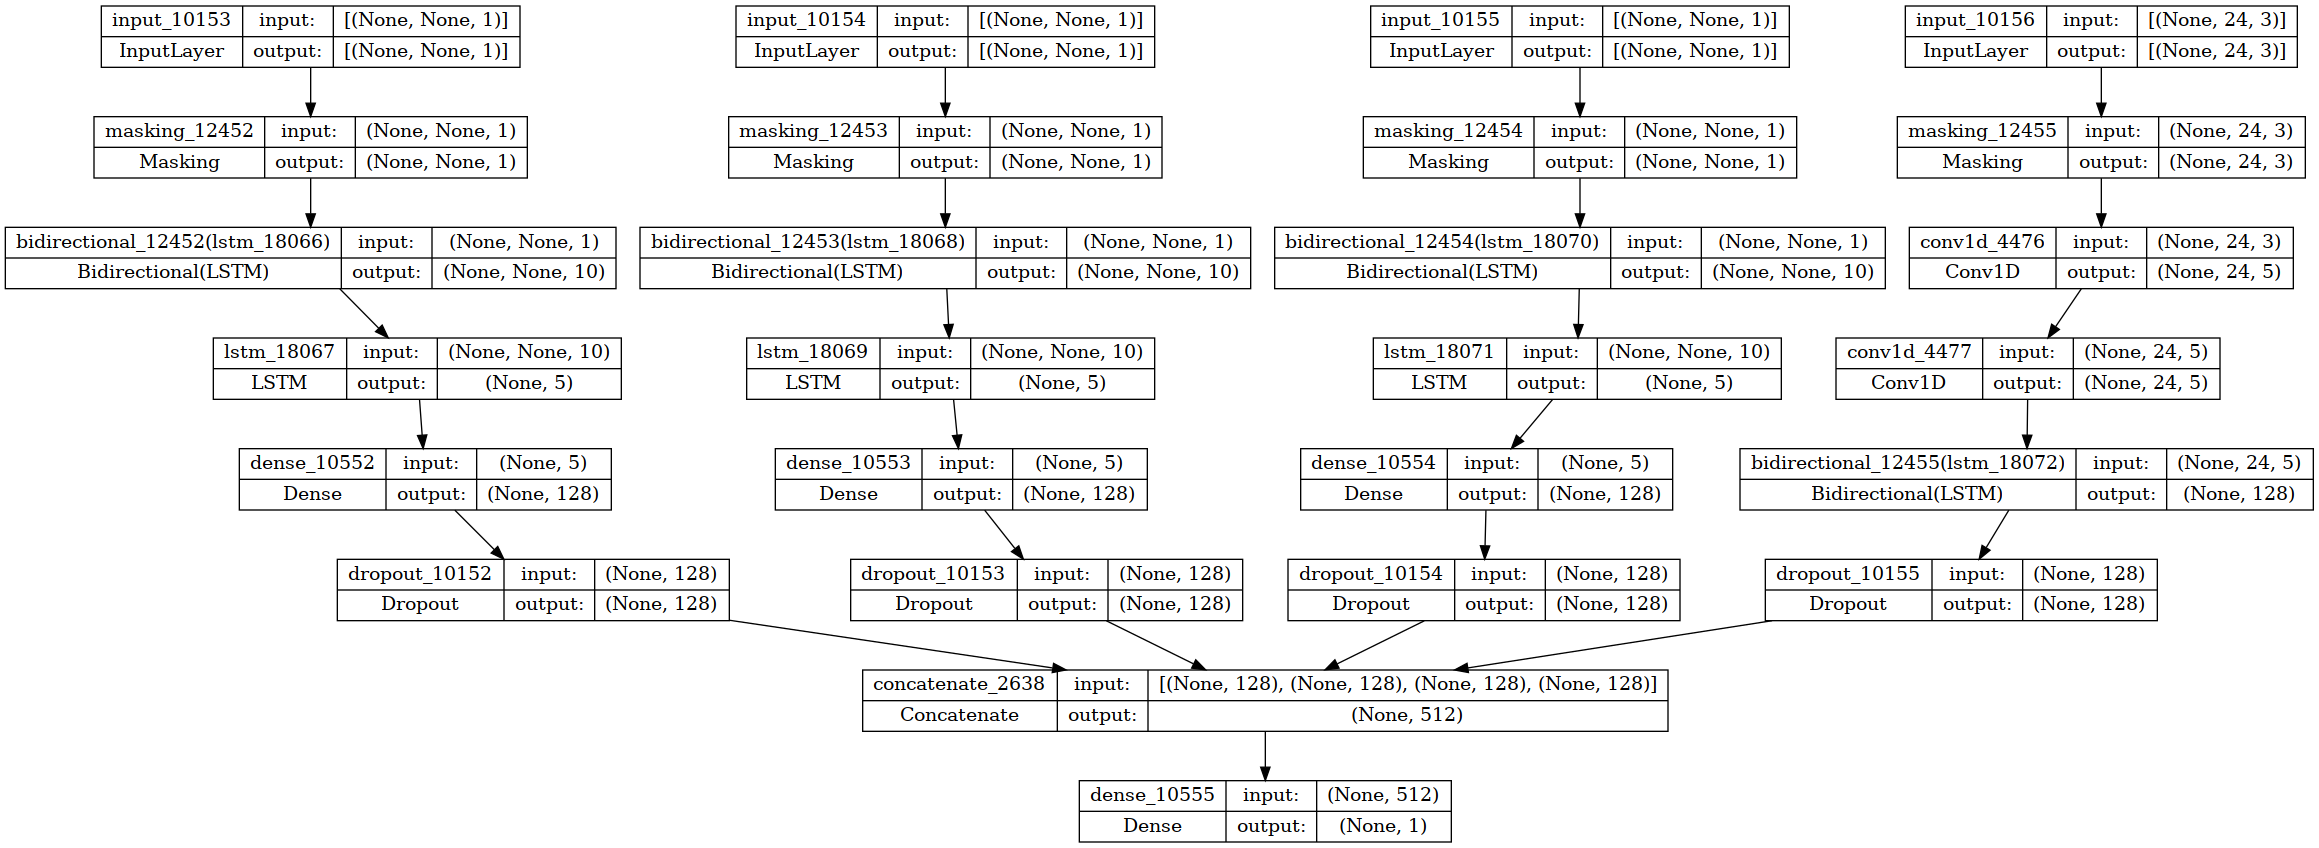 input_10153 input: [(None, None, 1)]
InputLayer output: [(None, None, 1)]
input_10154 input: [(None, None, 1)]
InputLayer output: [(None, None, 1)]
input_10155 input: [(None, None, 1)]
InputLayer output: [(None, None, 1)]
input_10156 input: [(None, 24, 3)]
InputLayer output: [(None, 24, 3)]
masking_12452 input: (None, None, 1)
Masking output: (None, None, 1)
masking_12453 input: (None, None, 1)
Masking output: (None, None, 1)
masking_12454 input: (None, None, 1)
Masking output: (None, None, 1)
masking_12455 input: (None, 24, 3)
Masking output: (None, 24, 3)
bidirectional_12452(lstm_18066) input: (None, None, 1)
Bidirectional(LSTM) output: (None, None, 10)
bidirectional_12453(lstm_18068) input: (None, None, 1)
Bidirectional(LSTM) output: (None, None, 10)
bidirectional_12454(lstm_18070) input: (None, None, 1)
Bidirectional(LSTM) output: (None, None, 10)
conv1d_4476 input: (None, 24, 3)
Conv1D output: (None, 24, 5)
lstm_18067 input: (None, None, 10)
LSTM output: (None, 5)
lstm_18069 input: (None, None, 10)
LSTM output: (None, 5)
lstm_18071 input: (None, None, 10)
LSTM output: (None, 5)
conv1d_4477 input: (None, 24, 5)
Conv1D output: (None, 24, 5)
dense_10552 input: (None, 5)
Dense output: (None, 128)
dense_10553 input: (None, 5)
Dense output: (None, 128)
dense_10554 input: (None, 5)
Dense output: (None, 128)
bidirectional_12455(lstm_18072) input: (None, 24, 5)
Bidirectional(LSTM) output: (None, 128)
dropout_10152 input: (None, 128)
Dropout output: (None, 128)
dropout_10153 input: (None, 128)
Dropout output: (None, 128)
dropout_10154 input: (None, 128)
Dropout output: (None, 128)
dropout_10155 input: (None, 128)
Dropout output: (None, 128)
concatenate_2638 input: [(None, 128), (None, 128), (None, 128), (None, 128)]
Concatenate output: (None, 512)
dense_10555 input: (None, 512)
Dense output: (None, 1)